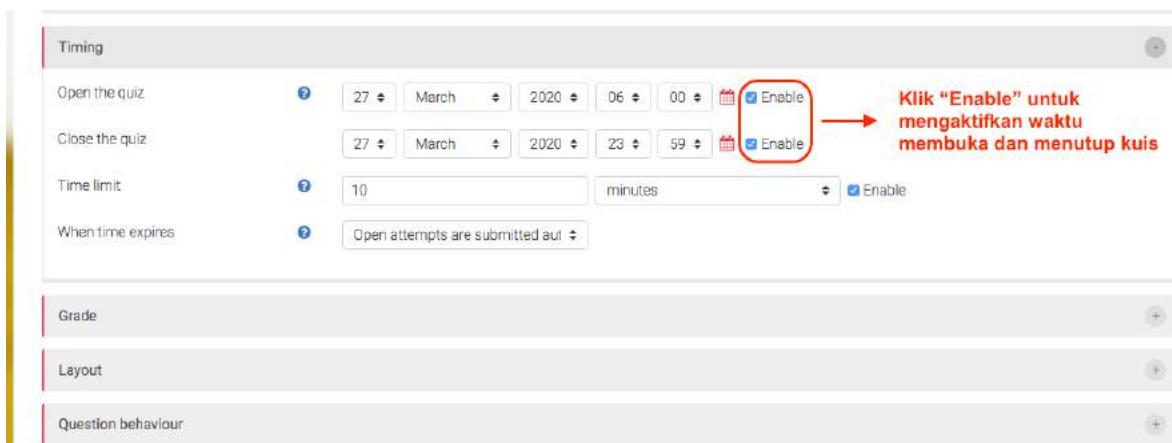 Timing
Open the quiz 27 March 2020 06 00 Enable
Close the quiz 27 March 2020 23 59 Enable
Klik “Enable” untuk
mengaktifkan waktu
membuka dan menutup kuis
Time limit 10 minutes Enable
When time expires Open attempts are submitted aut
Grade
Layout
Question behaviour